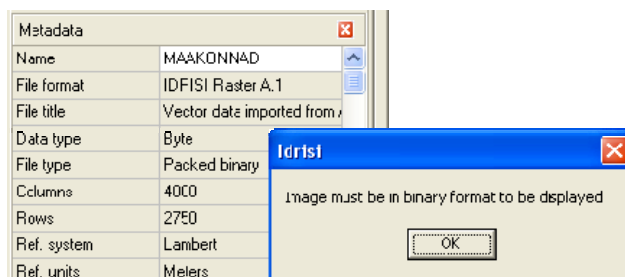 Metadata
Name MAAKONNAD
File format IDRISI Raster A.1
File title Vector data imported from
Data type Byte
File type Packed binary
Columns 4000
Rows 2750
Ref. system Lambert
Ref. units Meters
Idrisi
Image must be in binary format to be displayed
OK